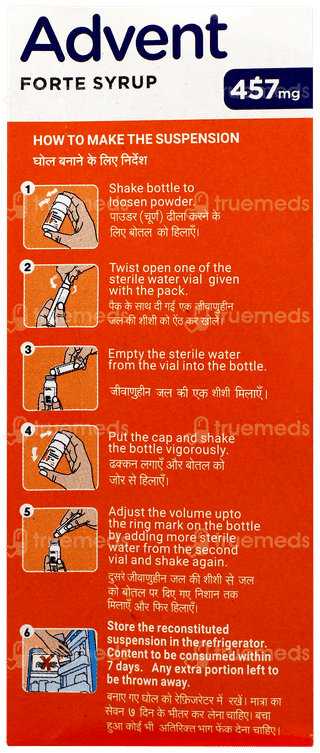 Advent
FORTE SYRUP
457mg
HOW TO MAKE THE SUSPENSION
घोल बनाने के लिए निर्देश
1
Shake bottle to
loosen powder.
पाउडर (चूर्ण) ढीला करने के
लिए बोतल को हिलाएँ।
2
Twist open one of the
sterile water vial given
with the pack.
पैक के साथ दी गई एक जीवाणुहीन
जल की शीशी को ऐंठ कर खोलें।
3
Empty the sterile water
from the vial into the bottle.
जीवाणुहीन जल की एक शीशी मिलाएँ।
4
Put the cap and shake
the bottle vigorously.
ढक्कन लगाएँ और बोतल को
जोर से हिलाएँ।
5
Adjust the volume upto
the ring mark on the bottle
by adding more sterile
water from the second
vial and shake again.
दुसरे जीवाणुहीन जल की शीशी से जल
को बोतल पर दिए गए निशान तक
मिलाएँ और फिर हिलाएँ।
6
Store the reconstituted
suspension in the refrigerator.
Content to be consumed within
7 days. Any extra portion left to
be thrown away.
बनाए गए घोल को रेफ्रिजरेटर में रखें। मात्रा का
सेवन ७ दिन के भीतर कर लेना चाहिए। बचा
हुआ कोई भी अतिरिक्त भाग फेंक देना चाहिए।
truemeds
truemeds
truemeds
truemeds
truemeds
truemeds